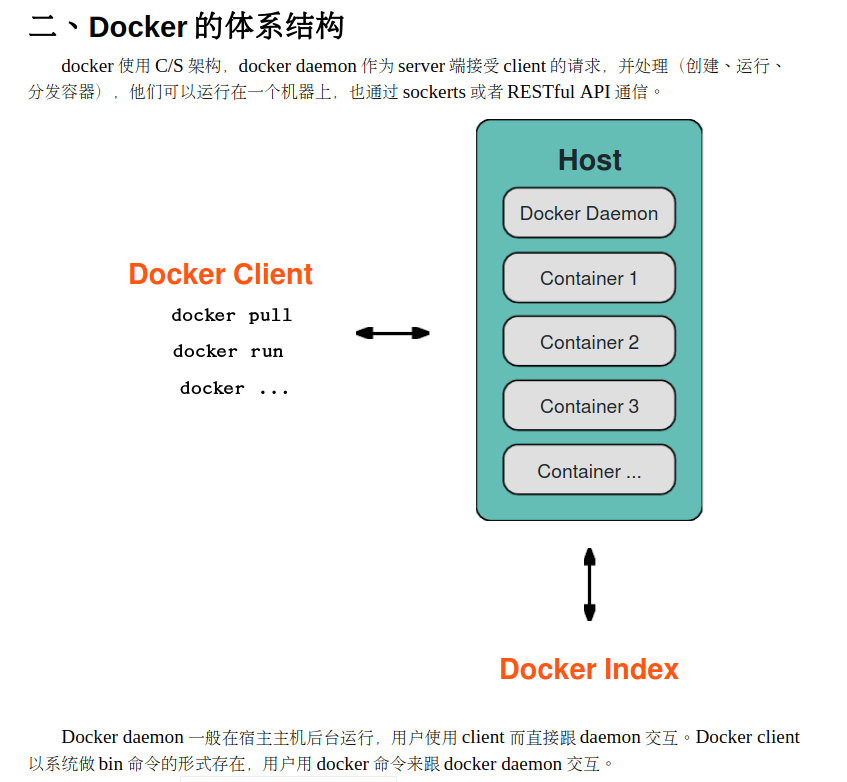 二、Docker 的体系结构
docker 使用 C/S 架构，docker daemon 作为 server 端接受 client 的请求，并处理（创建、运行、
分发容器），他们可以运行在一个机器上，也通过 sockerts 或者 RESTful API 通信。
Host
Docker Daemon
Container 1
Container 2
Container 3
Container ...
Docker Client
docker pull
docker run
docker ...
Docker Index
Docker daemon 一般在宿主主机后台运行，用户使用 client 而直接跟 daemon 交互。Docker client
以系统做 bin 命令的形式存在，用户用 docker 命令来跟 docker daemon 交互。